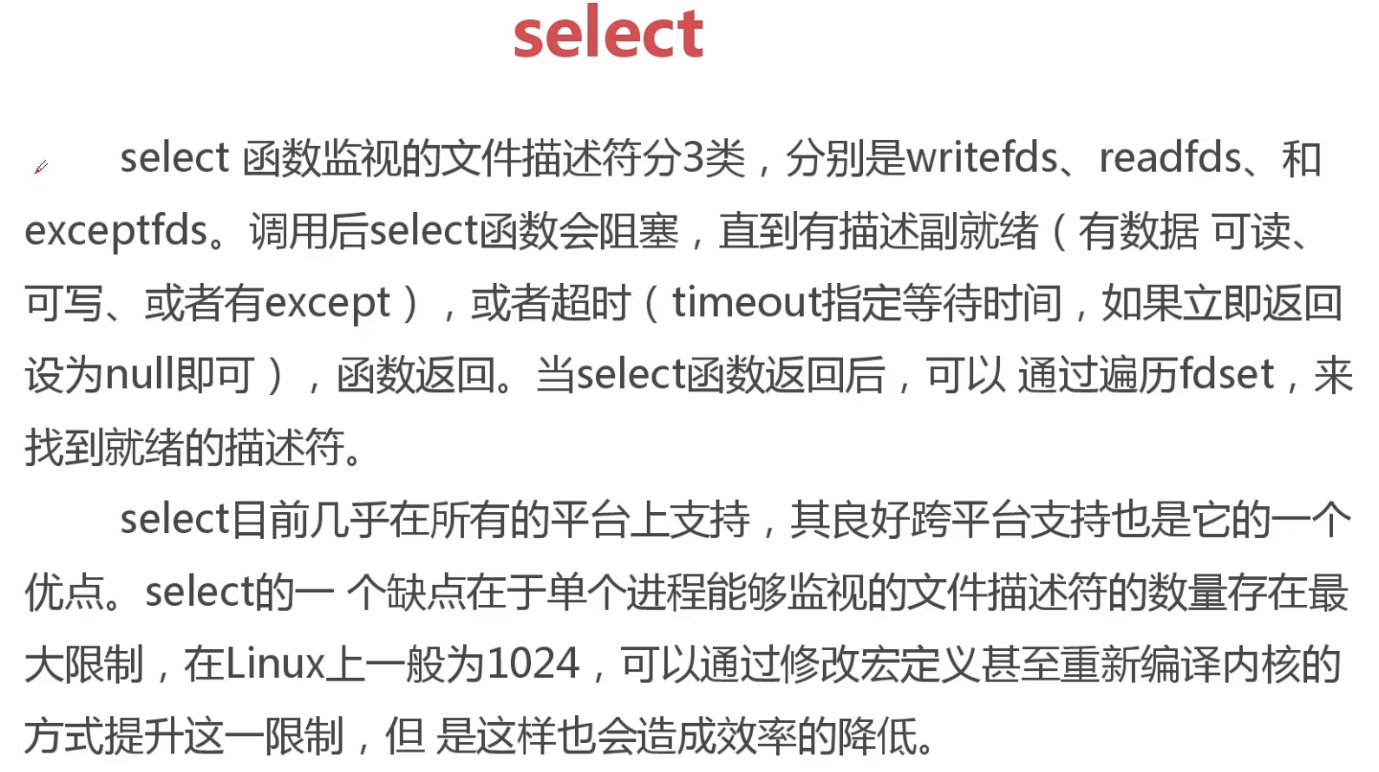 select
select 函数监视的文件描述符分3类，分别是writefds、readfds、和
exceptfds。调用后select函数会阻塞，直到有描述副就绪（有数据 可读、
可写、或者有except），或者超时（timeout指定等待时间，如果立即返回
设为null即可），函数返回。当select函数返回后，可以 通过遍历fdset，来
找到就绪的描述符。
select目前几乎在所有的平台上支持，其良好跨平台支持也是它的一个
优点。select的一 个缺点在于单个进程能够监视的文件描述符的数量存在最
大限制，在Linux上一般为1024，可以通过修改宏定义甚至重新编译内核的
方式提升这一限制，但 是这样也会造成效率的降低。